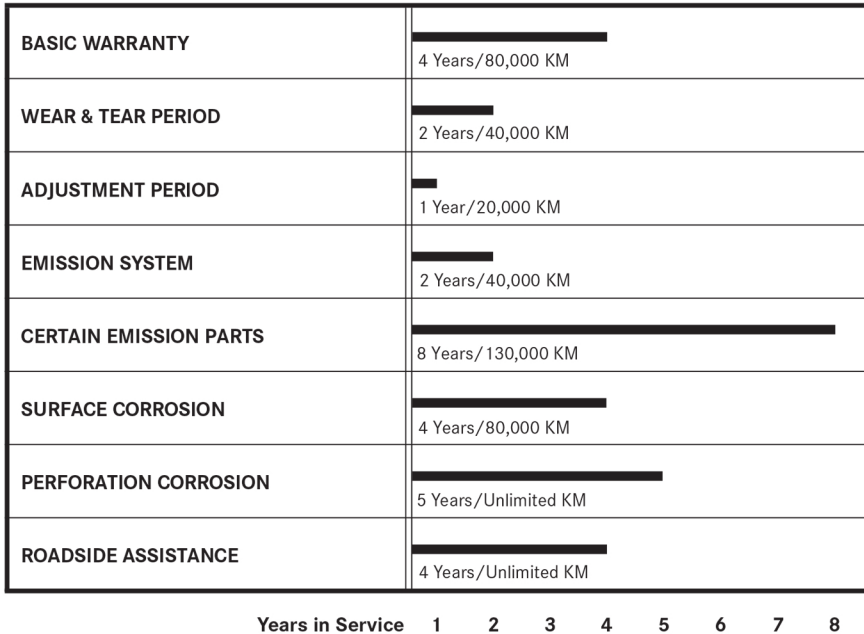 BASIC WARRANTY
4 Years/80,000 KM
WEAR & TEAR PERIOD
2 Years/40,000 KM
ADJUSTMENT PERIOD
1 Year/20,000 KM
EMISSION SYSTEM
2 Years/40,000 KM
CERTAIN EMISSION PARTS
8 Years/130,000 KM
SURFACE CORROSION
4 Years/80,000 KM
PERFORATION CORROSION
5 Years/Unlimited KM
ROADSIDE ASSISTANCE
4 Years/Unlimited KM
Years in Service 1 2 3 4 5 6 7 8